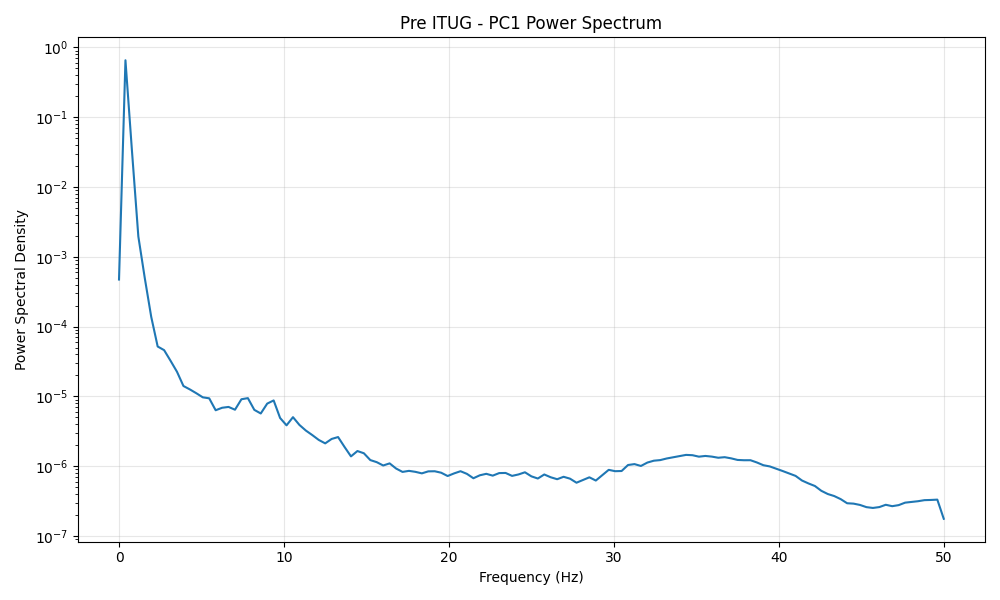 Pre ITUG - PC1 Power Spectrum
Power Spectral Density
10⁰
10⁻¹
10⁻²
10⁻³
10⁻⁴
10⁻⁵
10⁻⁶
10⁻⁷
0 10 20 30 40 50
Frequency (Hz)